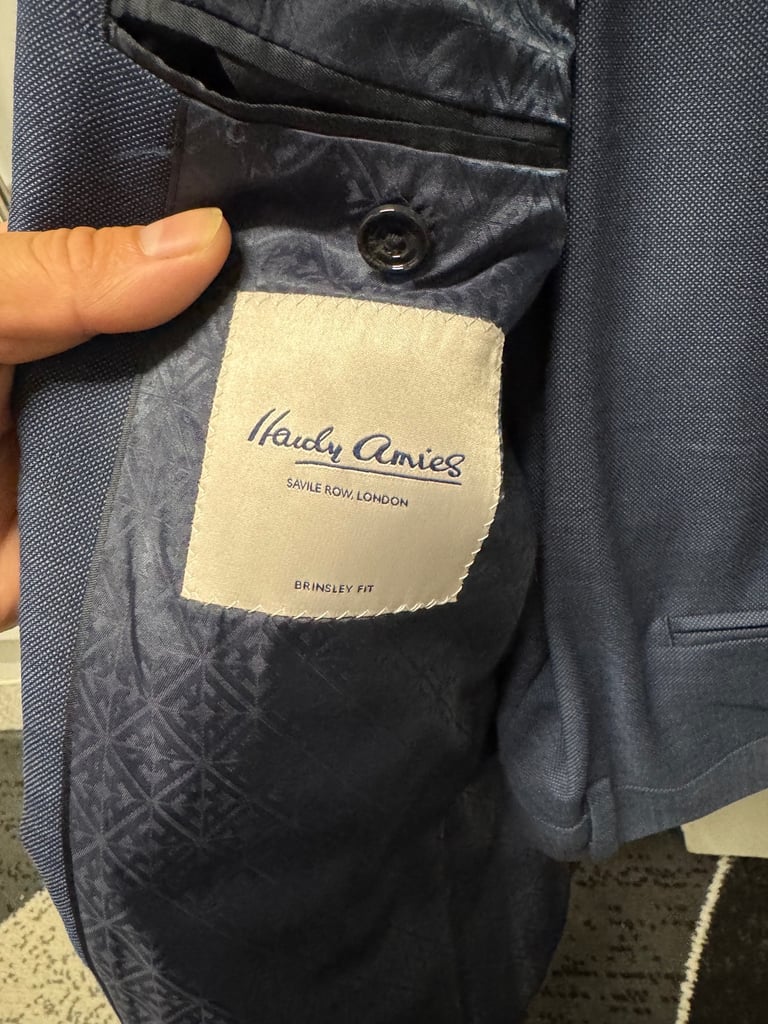 Hardy Amies
SAVILE ROW, LONDON
BRINSLEY FIT